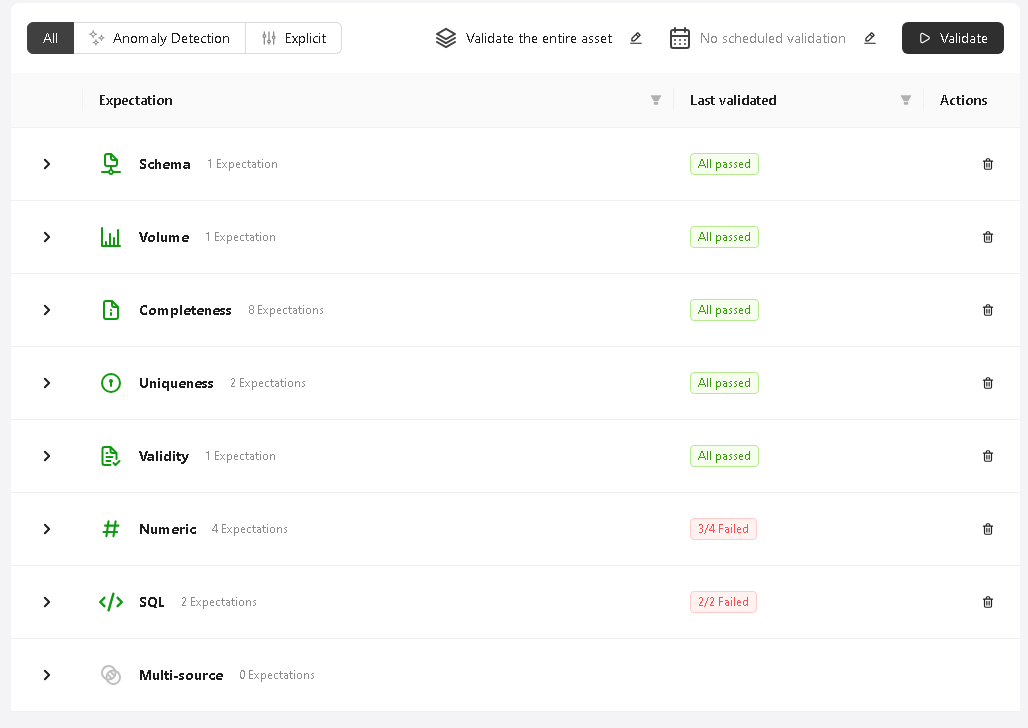 All Anomaly Detection Explicit Validate the entire asset No scheduled validation Validate
Expectation Last validated Actions
Schema 1 Expectation All passed
Volume 1 Expectation All passed
Completeness 8 Expectations All passed
Uniqueness 2 Expectations All passed
Validity 1 Expectation All passed
Numeric 4 Expectations 3/4 Failed
SQL 2 Expectations 2/2 Failed
Multi-source 0 Expectations